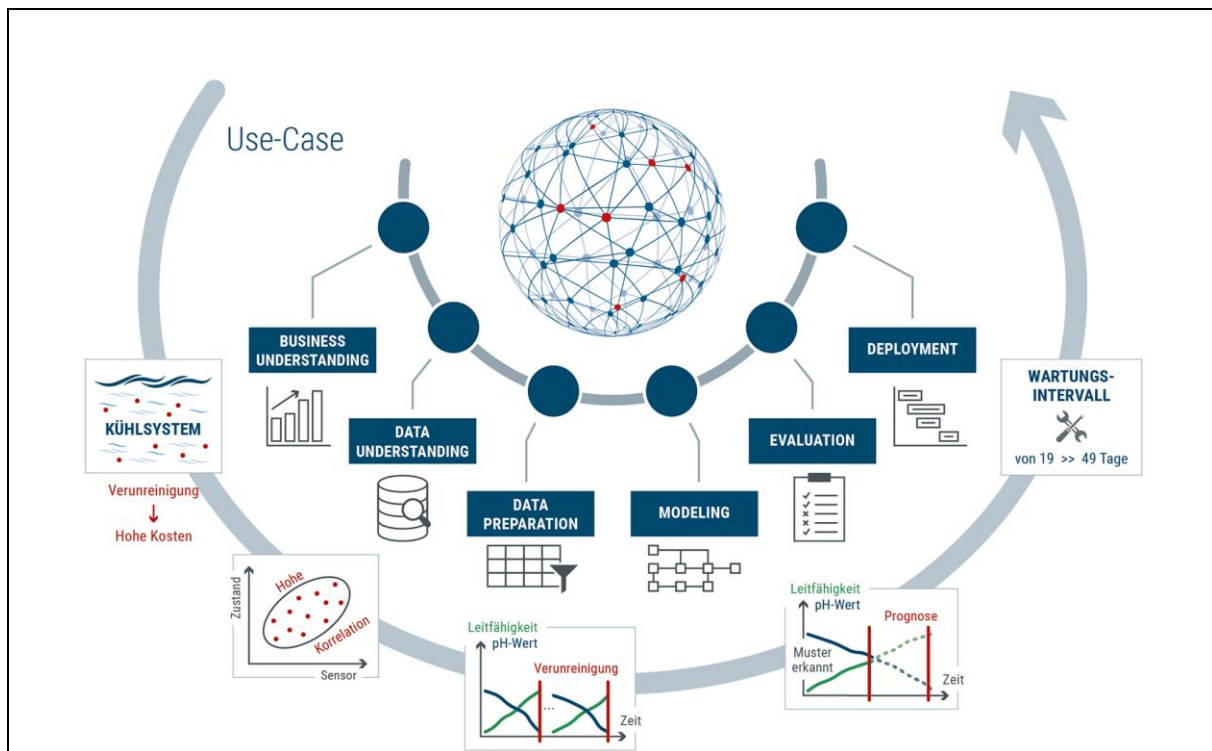 Use-Case
BUSINESS
UNDERSTANDING
DATA
UNDERSTANDING
DATA
PREPARATION
MODELING
EVALUATION
DEPLOYMENT
KÜHLSYSTEM
Verunreinigung
Hohe Kosten
Zustand
Hohe
Korrelation
Sensor
Leitfähigkeit
pH-Wert
Verunreinigung
...
Zeit
Leitfähigkeit
pH-Wert
Prognose
Muster
erkannt
Zeit
WARTUNGS-
INTERVALL
von 19 >> 49 Tage